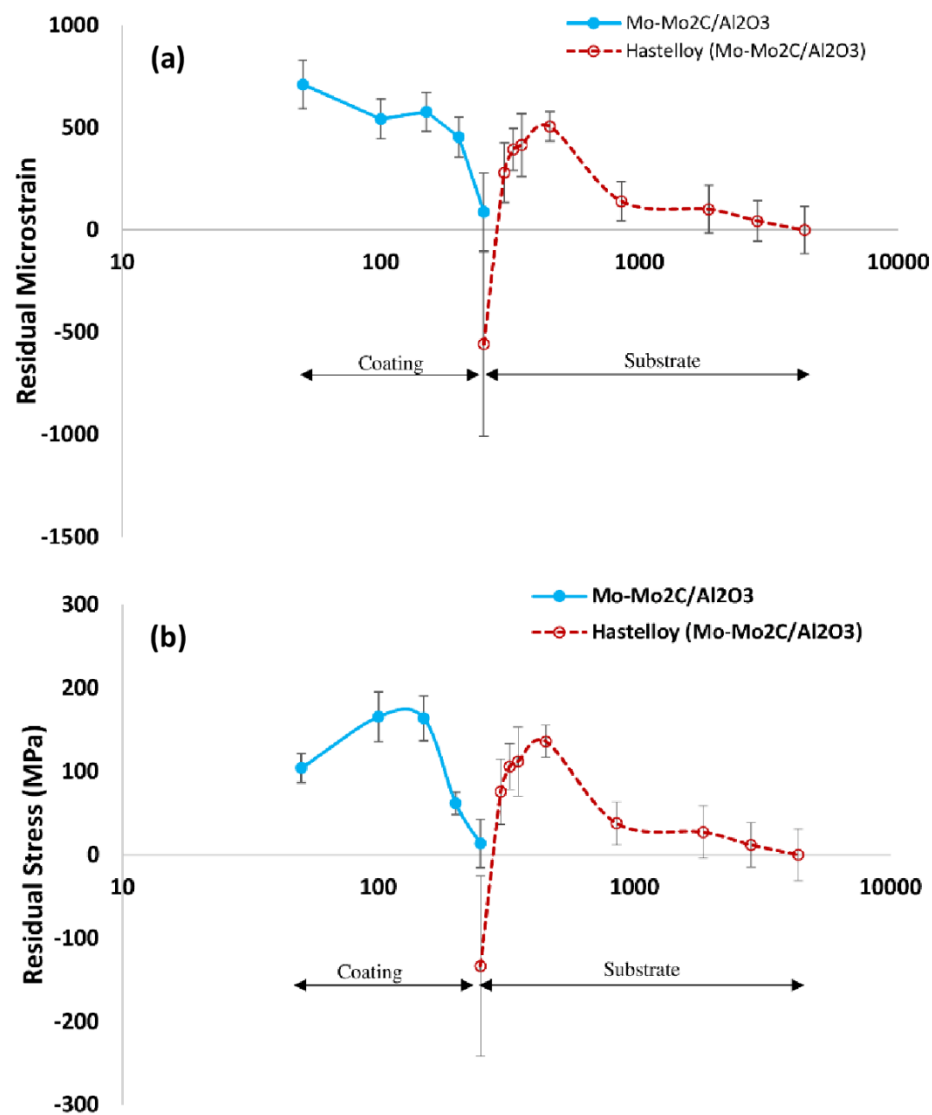 1000
(a)
Mo-Mo2C/Al2O3
Hastelloy (Mo-Mo2C/Al2O3)
500
0
10 100 1000 10000
Coating Substrate
-500
-1000
-1500
Residual Microstrain
300
(b)
Mo-Mo2C/Al2O3
Hastelloy (Mo-Mo2C/Al2O3)
200
100
0
10 100 1000 10000
-100
Coating Substrate
-200
-300
Residual Stress (MPa)